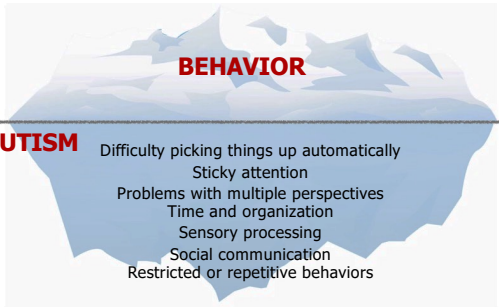 BEHAVIOR
UTISM
Difficulty picking things up automatically
Sticky attention
Problems with multiple perspectives
Time and organization
Sensory processing
Social communication
Restricted or repetitive behaviors